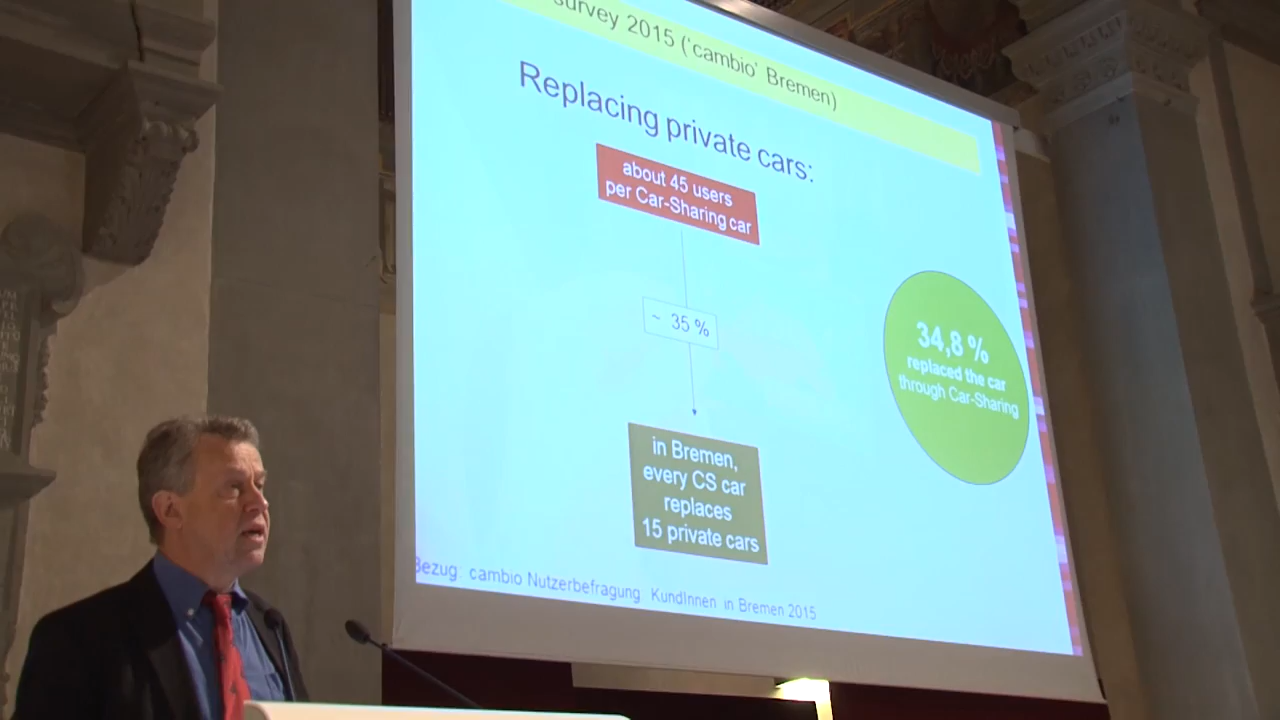 survey 2015 ('cambio' Bremen)
Replacing private cars:
about 45 users
per Car-Sharing car
~ 35 %
in Bremen,
every CS car
replaces
15 private cars
34,8 %
replaced the car
through Car-Sharing
Bezug: cambio Nutzerbefragung KundInnen in Bremen 2015